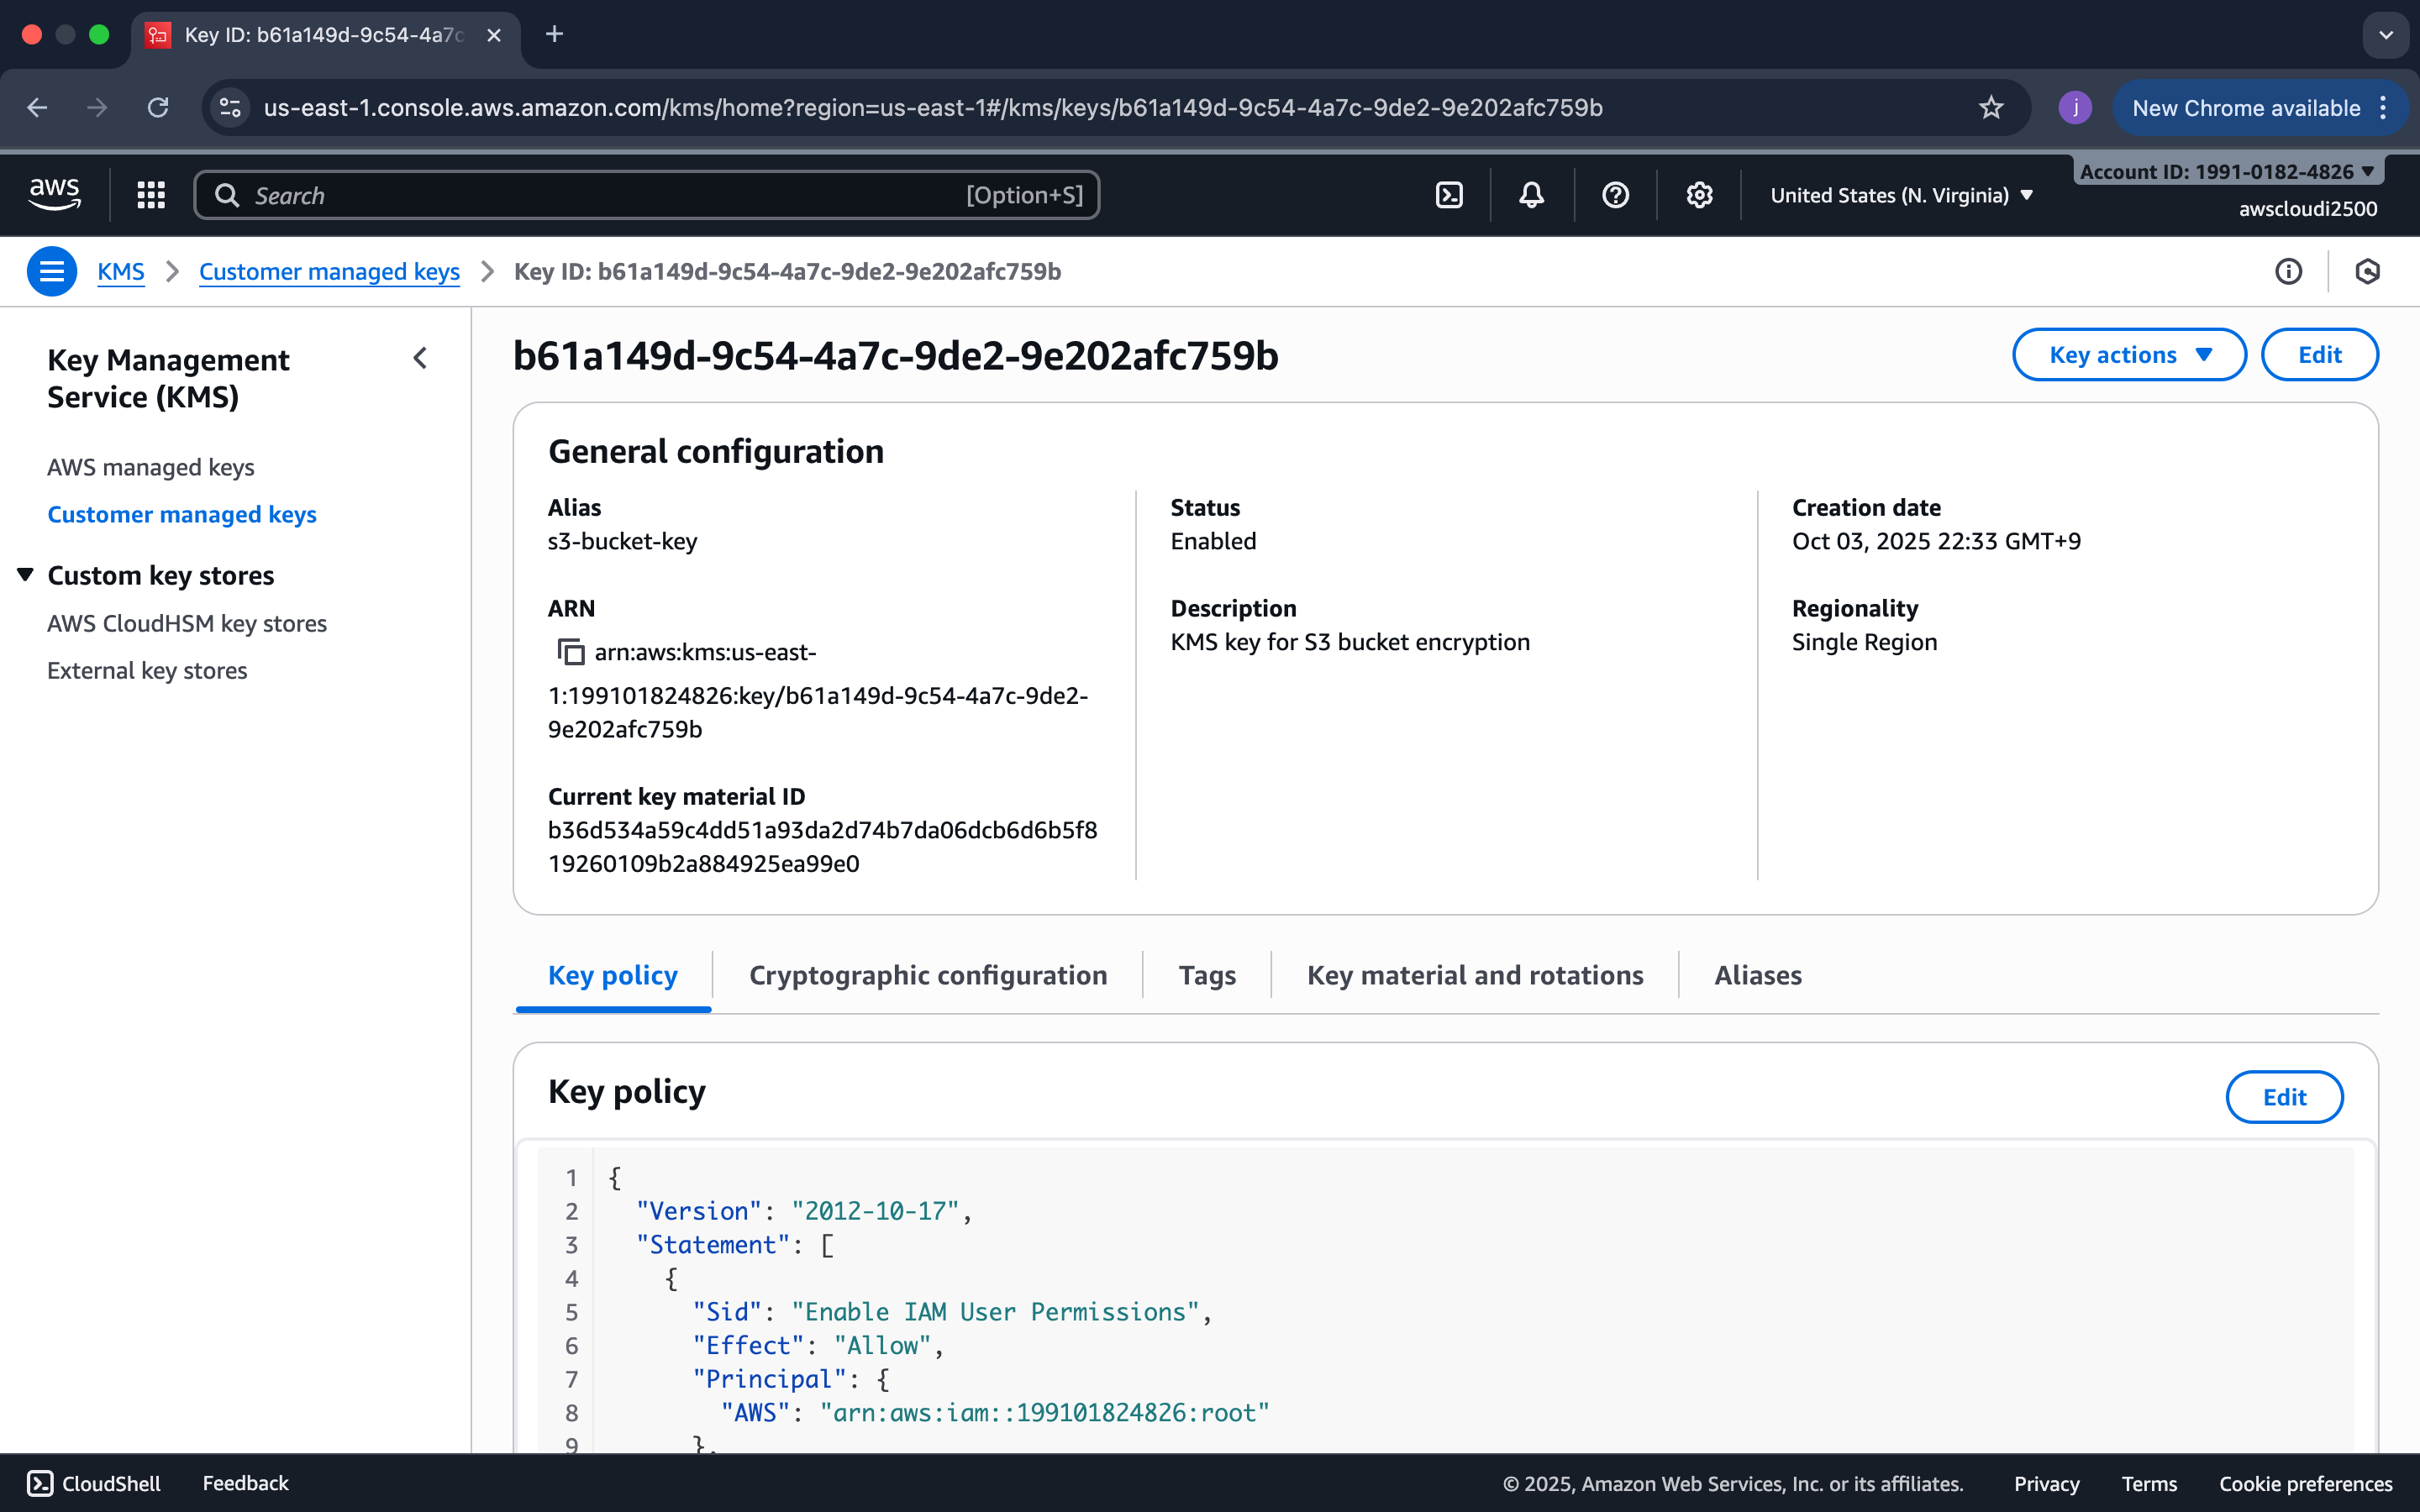 Key ID: b61a149d-9c54-4a7c
us-east-1.console.aws.amazon.com/kms/home?region=us-east-1#/kms/keys/b61a149d-9c54-4a7c-9de2-9e202afc759b
j
New Chrome available
aws
Search
[Option+S]
United States (N. Virginia)
Account ID: 1991-0182-4826
awscloudi2500
KMS
Customer managed keys
Key ID: b61a149d-9c54-4a7c-9de2-9e202afc759b
Key Management
Service (KMS)
AWS managed keys
Customer managed keys
Custom key stores
AWS CloudHSM key stores
External key stores
b61a149d-9c54-4a7c-9de2-9e202afc759b
Key actions
Edit
General configuration
Alias
s3-bucket-key
ARN
arn:aws:kms:us-east-
1:199101824826:key/b61a149d-9c54-4a7c-9de2-
9e202afc759b
Current key material ID
b36d534a59c4dd51a93da2d74b7da06dcb6d6b5f8
19260109b2a884925ea99e0
Status
Enabled
Description
KMS key for S3 bucket encryption
Creation date
Oct 03, 2025 22:33 GMT+9
Regionality
Single Region
Key policy
Cryptographic configuration
Tags
Key material and rotations
Aliases
Key policy
Edit
1 {
2 "Version": "2012-10-17",
3 "Statement": [
4 {
5 "Sid": "Enable IAM User Permissions",
6 "Effect": "Allow",
7 "Principal": {
8 "AWS": "arn:aws:iam::199101824826:root"
9 },
CloudShell
Feedback
© 2025, Amazon Web Services, Inc. or its affiliates.
Privacy
Terms
Cookie preferences